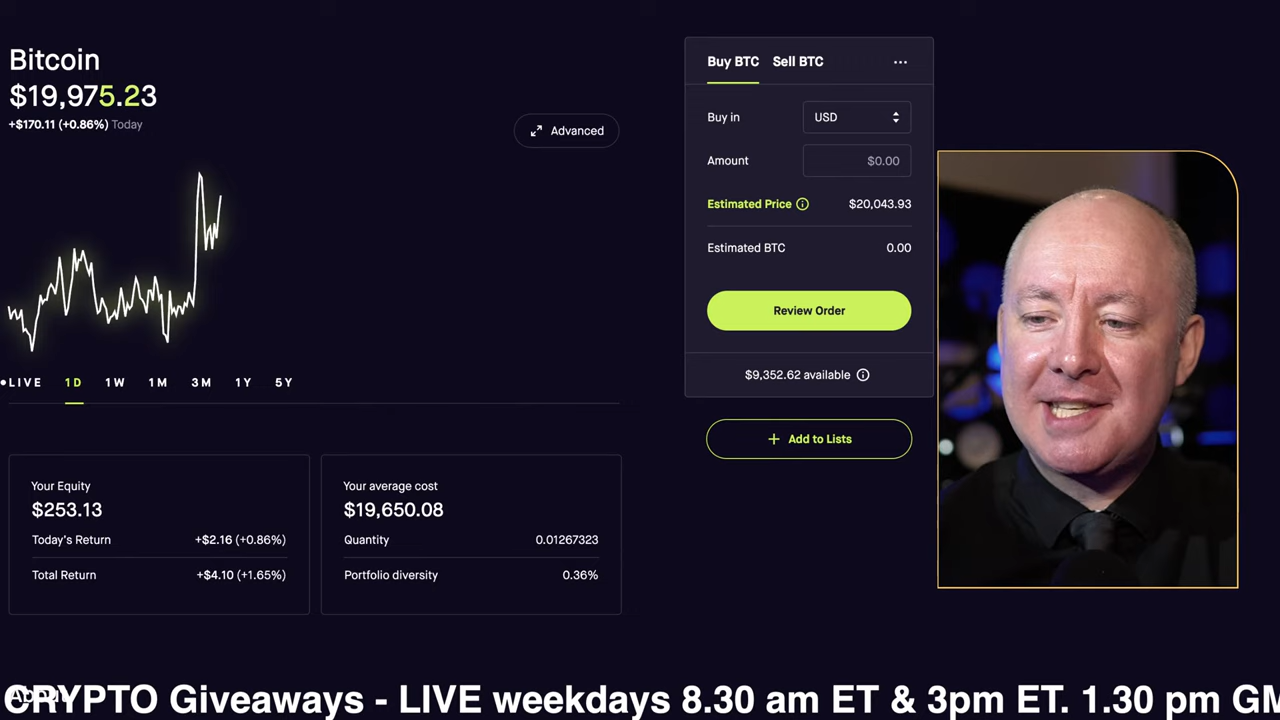 Bitcoin
$19,975.23
+$170.11 (+0.86%) Today
Advanced
LIVE 1D 1W 1M 3M 1Y 5Y
Your Equity
$253.13
Today's Return +$2.16 (+0.86%)
Total Return +$4.10 (+1.65%)
Your average cost
$19,650.08
Quantity 0.01267323
Portfolio diversity 0.36%
Buy BTC Sell BTC
Buy in USD
Amount $0.00
Estimated Price $20,043.93
Estimated BTC 0.00
Review Order
$9,352.62 available
+ Add to Lists
CRYPTO Giveaways - LIVE weekdays 8.30 am ET & 3pm ET. 1.30 pm GM